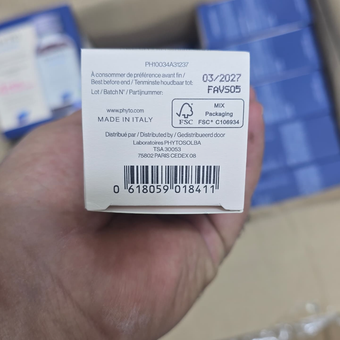 PH10034A31237
À consommer de préférence avant fin /
Best before end / Tenminste houdbaar tot:
Lot / Batch N° / Partijnummer:
03/2027
FAVS05
www.phyto.com
MADE IN ITALY
FSC
MIX
Packaging
FSC® C108934
Distribué par / Distributed by / Gedistribueerd door
Laboratoires PHYTOSOLBA
TSA 30053
75802 PARIS CEDEX 08
0 618059 018411